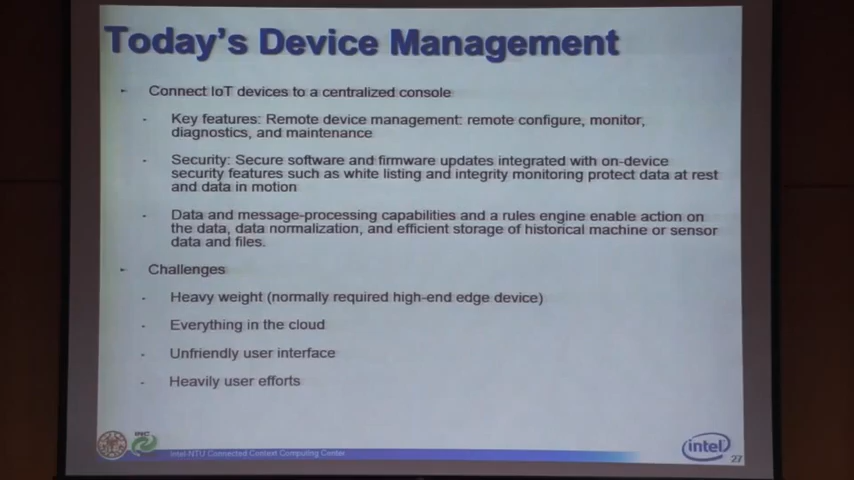 Today's Device Management
Connect IoT devices to a centralized console
Key features: Remote device management: remote configure, monitor,
diagnostics, and maintenance
Security: Secure software and firmware updates integrated with on-device
security features such as white listing and integrity monitoring protect data at rest
and data in motion
Data and message-processing capabilities and a rules engine enable action on
the data, data normalization, and efficient storage of historical machine or sensor
data and files.
Challenges
Heavy weight (normally required high-end edge device)
Everything in the cloud
Unfriendly user interface
Heavily user efforts
INC
Intel-NTU Connected Context Computing Center
intel
27